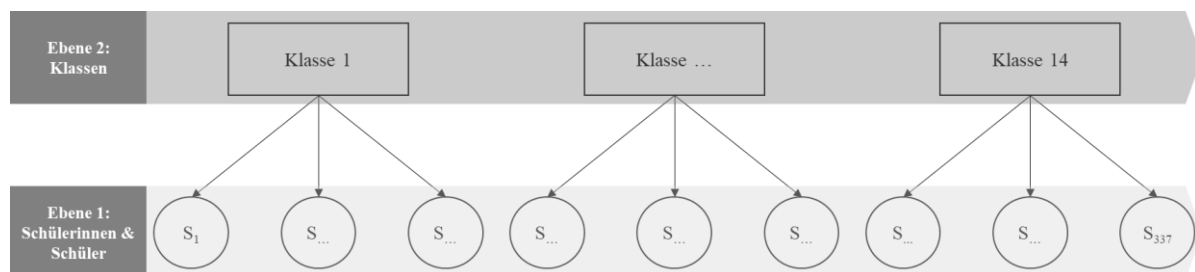 Ebene 2:
Klassen
Klasse 1
Klasse …
Klasse 14
Ebene 1:
Schülerinnen &
Schüler
S1
S…
S…
S…
S…
S…
S…
S…
S337